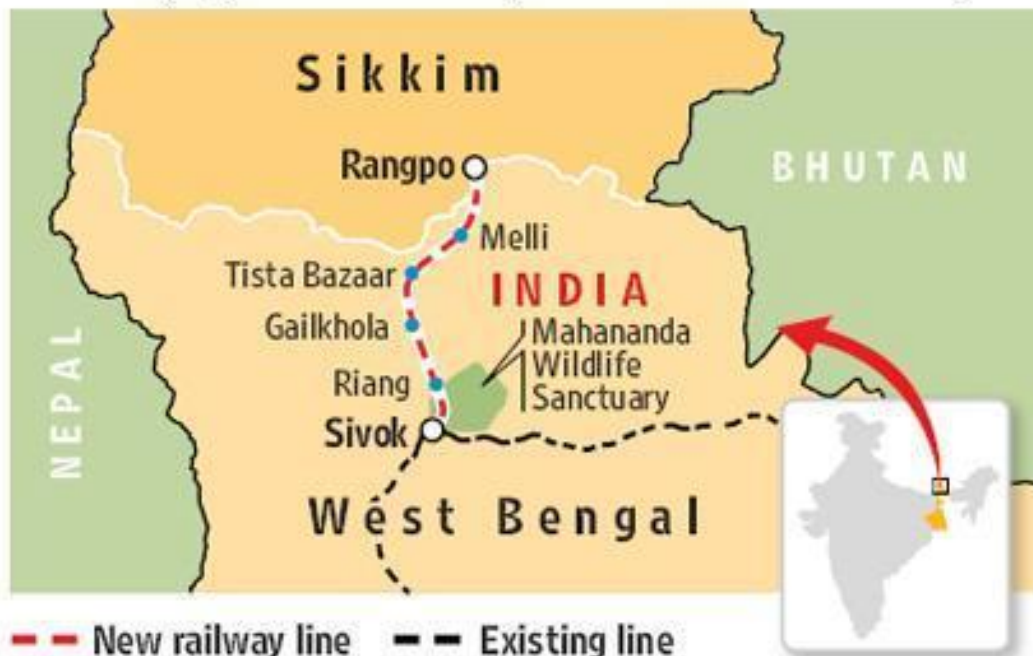 Sikkim
Rangpo
BHUTAN
Melli
Tista Bazaar
INDIA
Gailkhola
Mahananda
Wildlife
Sanctuary
Riang
Sivok
NEPAL
West Bengal
New railway line
Existing line